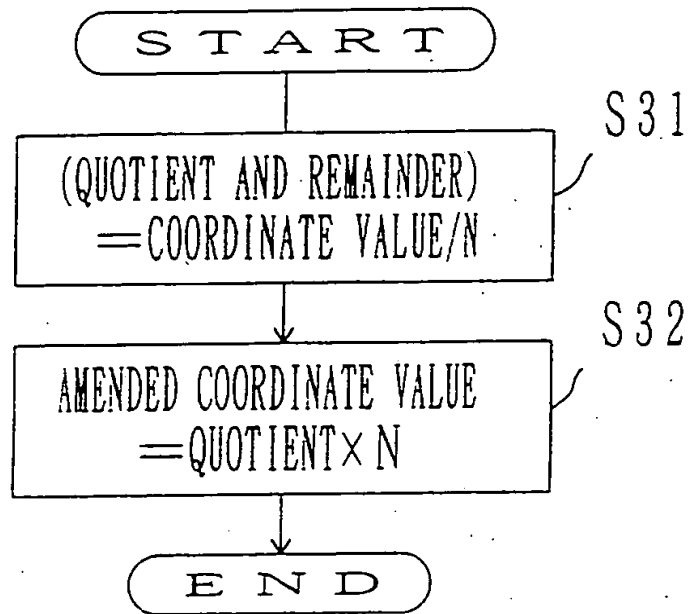 START
S31
(QUOTIENT AND REMAINDER)
=COORDINATE VALUE/N
S32
AMENDED COORDINATE VALUE
=QUOTIENT×N
END